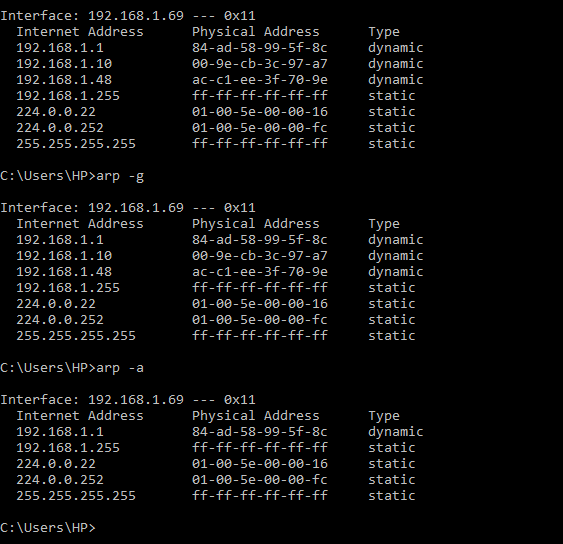 Interface: 192.168.1.69 --- 0x11
Internet Address Physical Address Type
192.168.1.1 84-ad-58-99-5f-8c dynamic
192.168.1.10 00-9e-cb-3c-97-a7 dynamic
192.168.1.48 ac-c1-ee-3f-70-9e dynamic
192.168.1.255 ff-ff-ff-ff-ff-ff static
224.0.0.22 01-00-5e-00-00-16 static
224.0.0.252 01-00-5e-00-00-fc static
255.255.255.255 ff-ff-ff-ff-ff-ff static
C:\Users\HP>arp -g
Interface: 192.168.1.69 --- 0x11
Internet Address Physical Address Type
192.168.1.1 84-ad-58-99-5f-8c dynamic
192.168.1.10 00-9e-cb-3c-97-a7 dynamic
192.168.1.48 ac-c1-ee-3f-70-9e dynamic
192.168.1.255 ff-ff-ff-ff-ff-ff static
224.0.0.22 01-00-5e-00-00-16 static
224.0.0.252 01-00-5e-00-00-fc static
255.255.255.255 ff-ff-ff-ff-ff-ff static
C:\Users\HP>arp -a
Interface: 192.168.1.69 --- 0x11
Internet Address Physical Address Type
192.168.1.1 84-ad-58-99-5f-8c dynamic
192.168.1.255 ff-ff-ff-ff-ff-ff static
224.0.0.22 01-00-5e-00-00-16 static
224.0.0.252 01-00-5e-00-00-fc static
255.255.255.255 ff-ff-ff-ff-ff-ff static
C:\Users\HP>